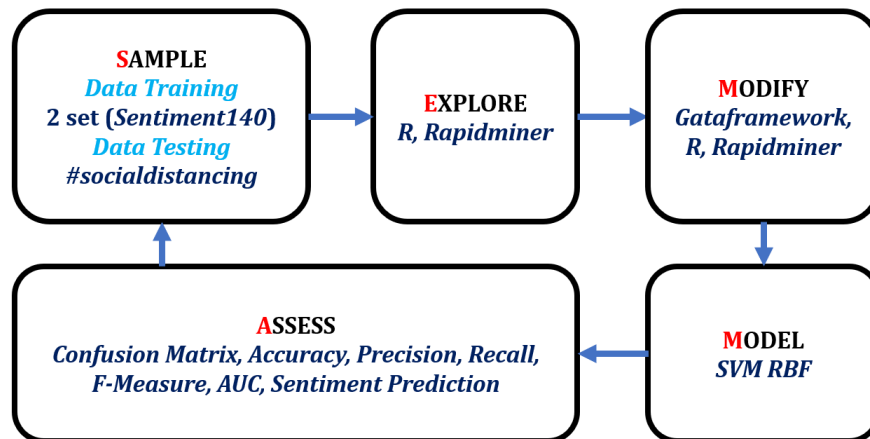 SAMPLE
Data Training
2 set (Sentiment140)
Data Testing
#socialdistancing
EXPLORE
R, Rapidminer
MODIFY
Gataframework,
R, Rapidminer
MODEL
SVM RBF
ASSESS
Confusion Matrix, Accuracy, Precision, Recall,
F-Measure, AUC, Sentiment Prediction